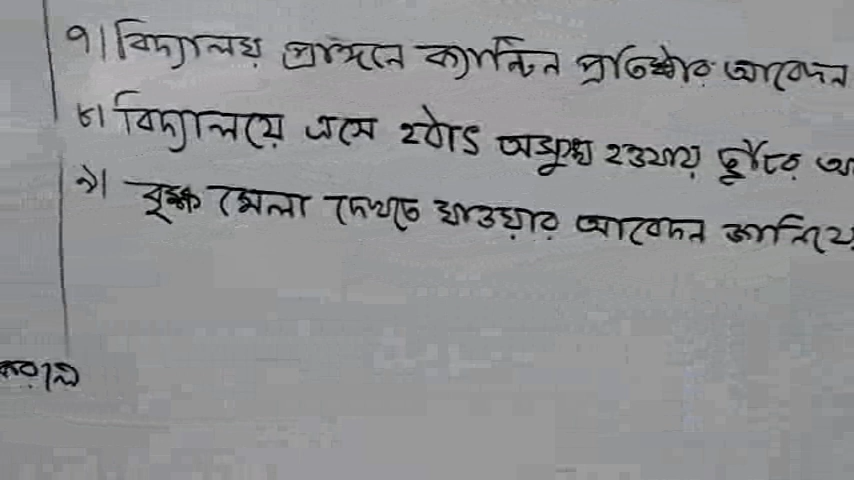 ৭। বিদ্যালয় প্রাঙ্গনে ক্যান্টিন প্রতিষ্ঠার আবেদন
৮। বিদ্যালয়ে এসে হঠাৎ অসুস্থ হওয়ায় ছুটির আ
৯। বৃক্ষ মেলা দেখতে যাওয়ার আবেদন জানিয়ে